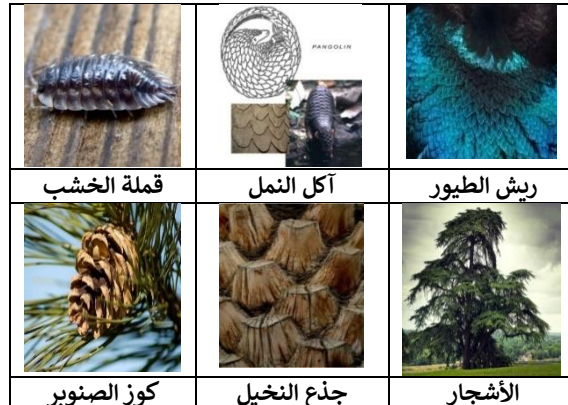 PANGOLIN
ريش الطيور
آكل النمل
قملة الخشب
الأشجار
جذع النخيل
كوز الصنوبر